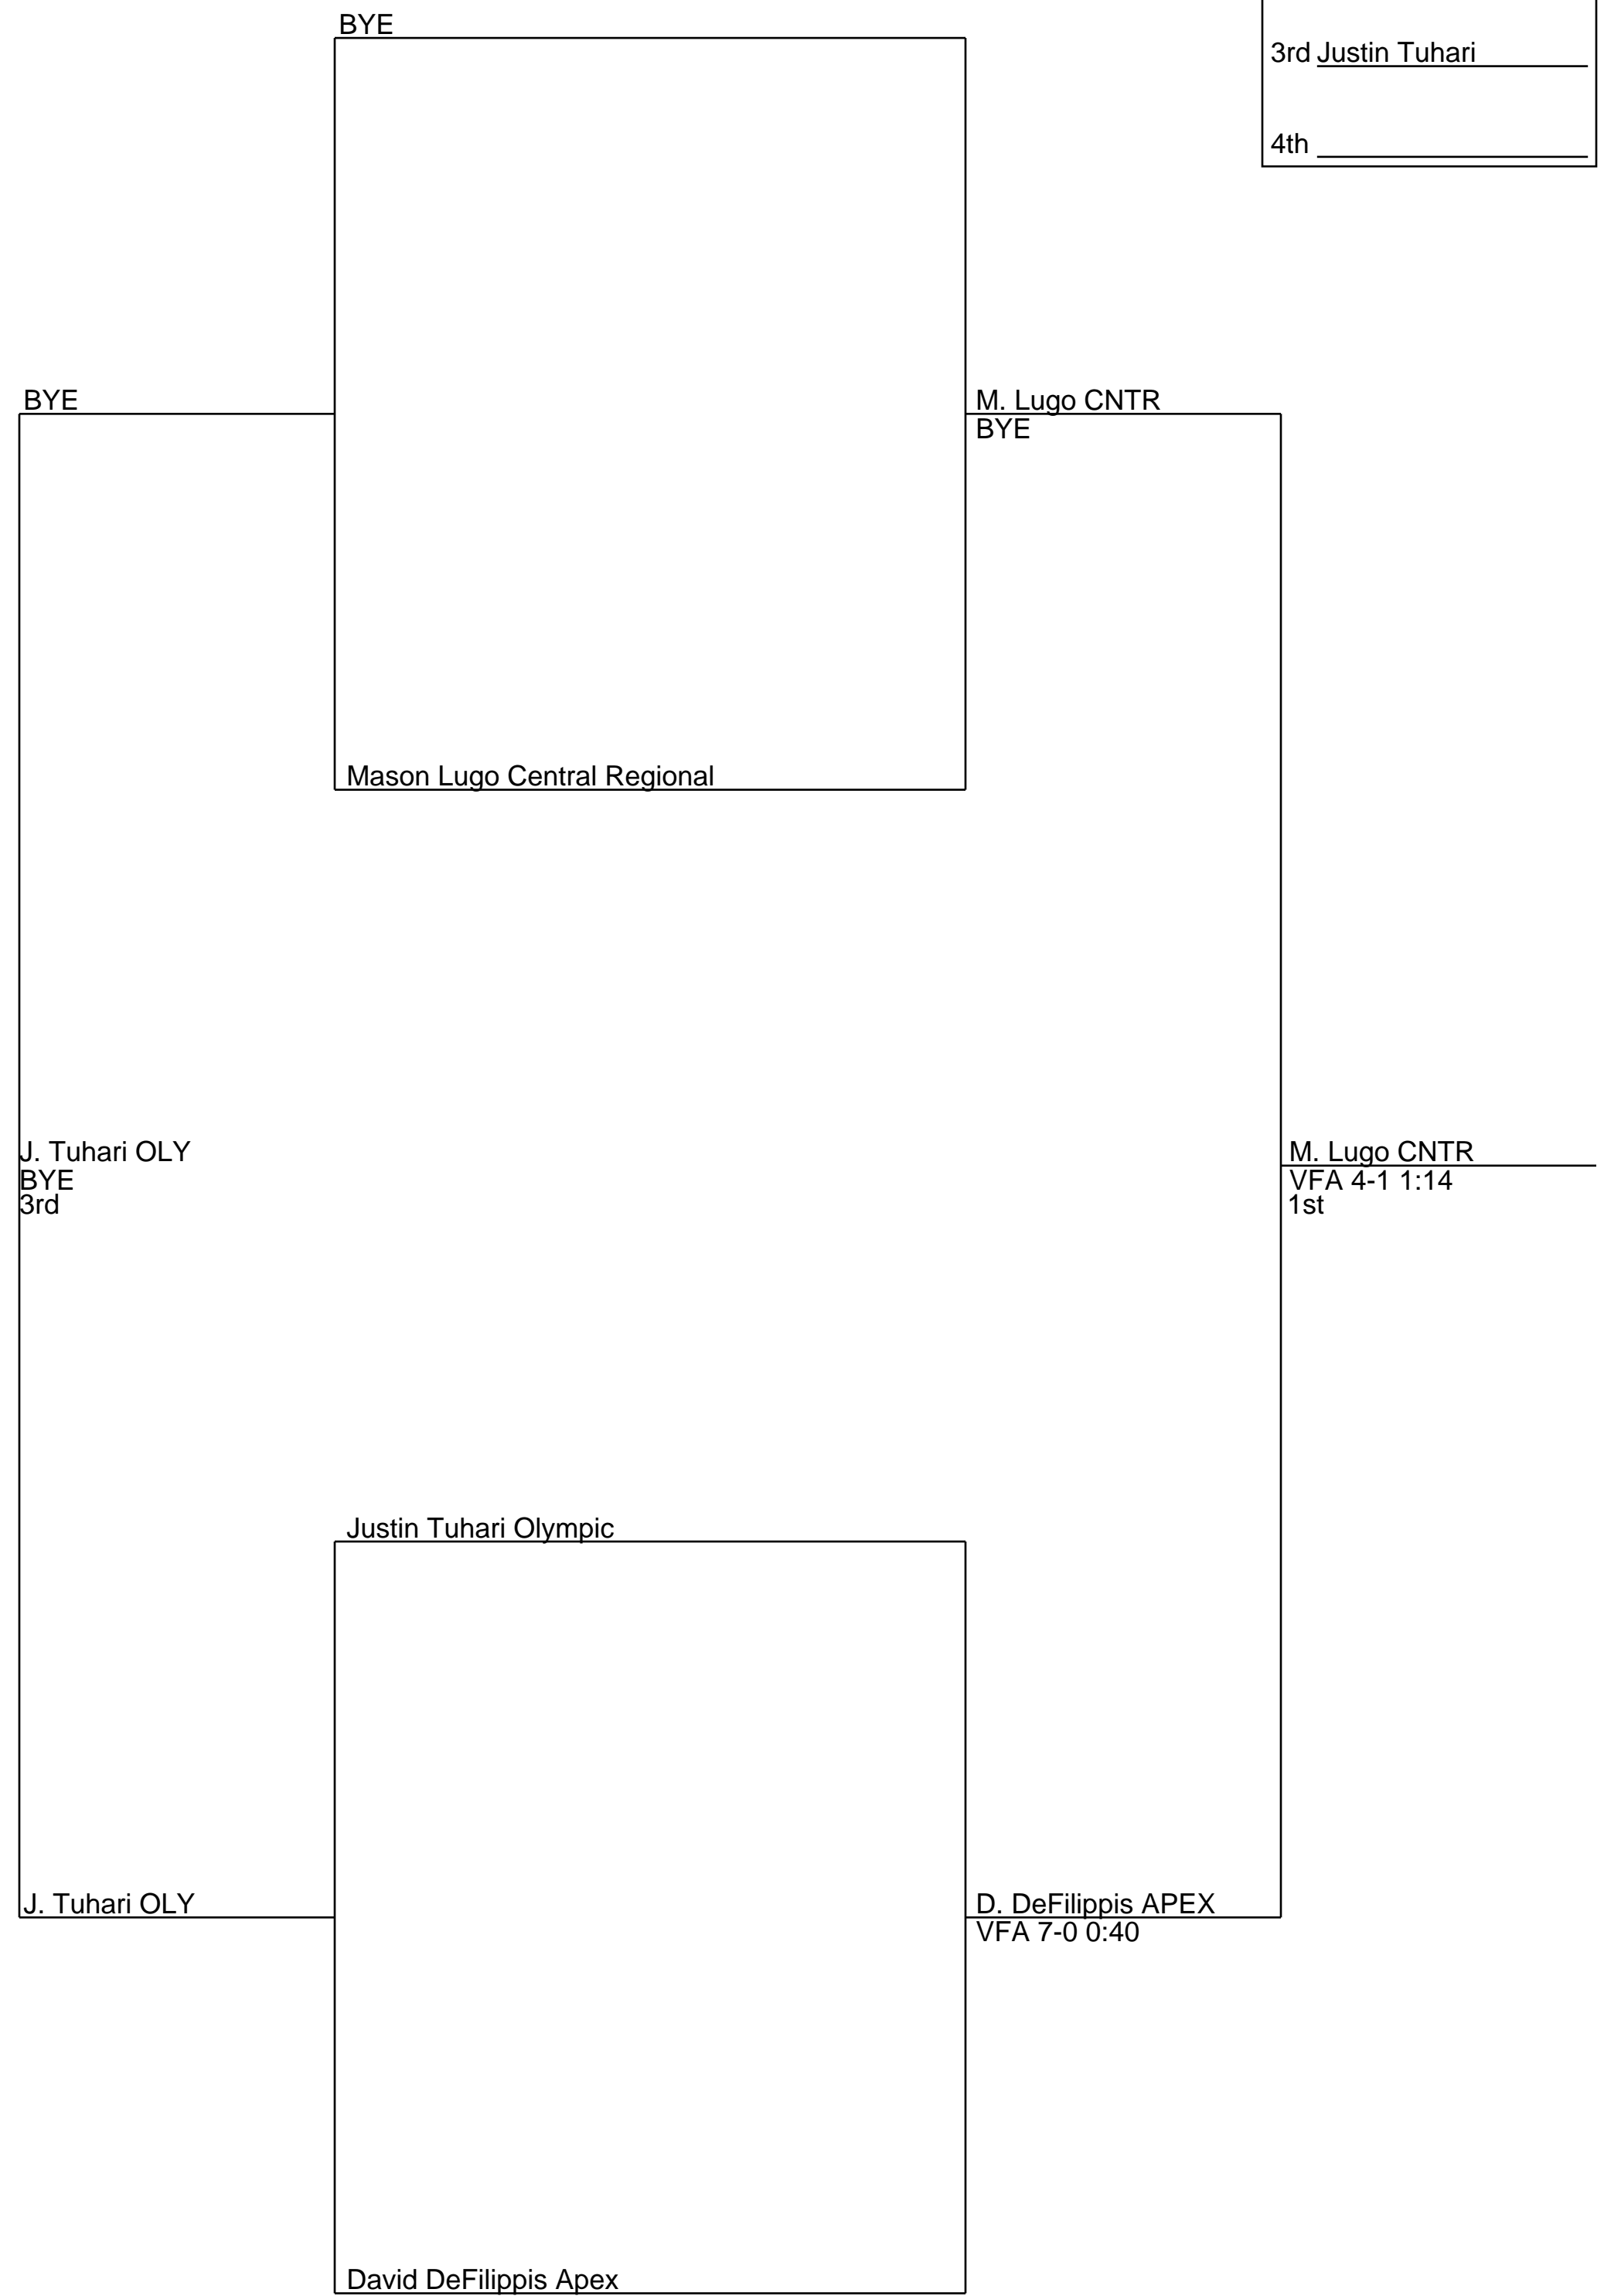 BYE
3rd Justin Tuhari
4th
BYE
M. Lugo CNTR
BYE
Mason Lugo Central Regional
J. Tuhari OLY
BYE
3rd
M. Lugo CNTR
VFA 4-1 1:14
1st
Justin Tuhari Olympic
J. Tuhari OLY
D. DeFilippis APEX
VFA 7-0 0:40
David DeFilippis Apex